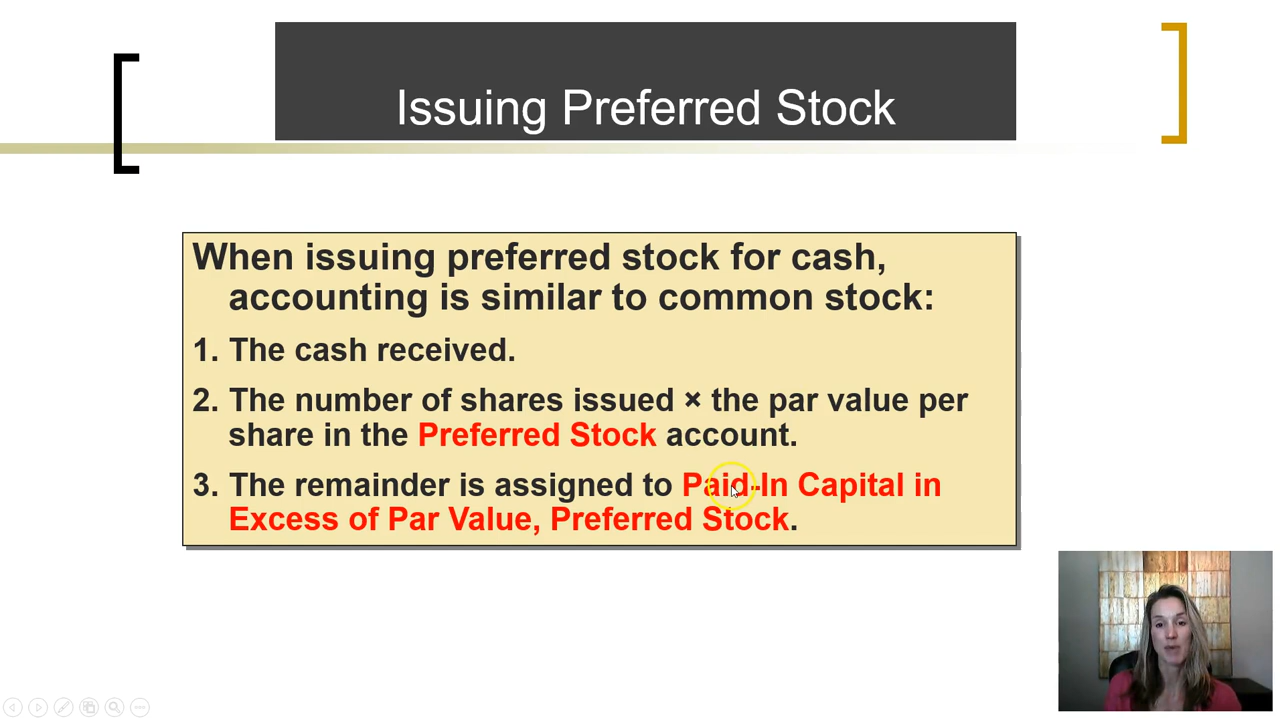 Issuing Preferred Stock
When issuing preferred stock for cash,
accounting is similar to common stock:
1. The cash received.
2. The number of shares issued × the par value per
share in the Preferred Stock account.
3. The remainder is assigned to Paid-In Capital in
Excess of Par Value, Preferred Stock.